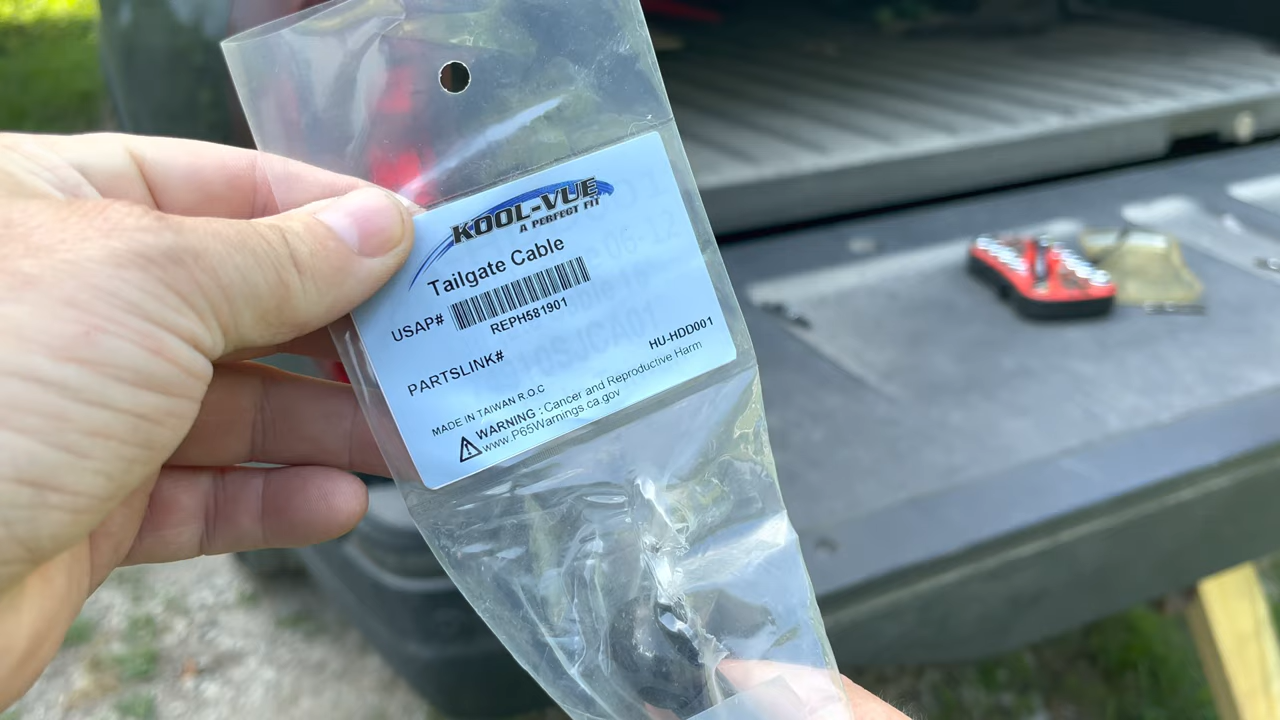 KOOL-VUE
A PERFECT FIT
Tailgate Cable
USAP#
REPH581901
PARTSLINK#
HU-HDD001
MADE IN TAIWAN R.O.C
WARNING : Cancer and Reproductive Harm
www.P65Warnings.ca.gov